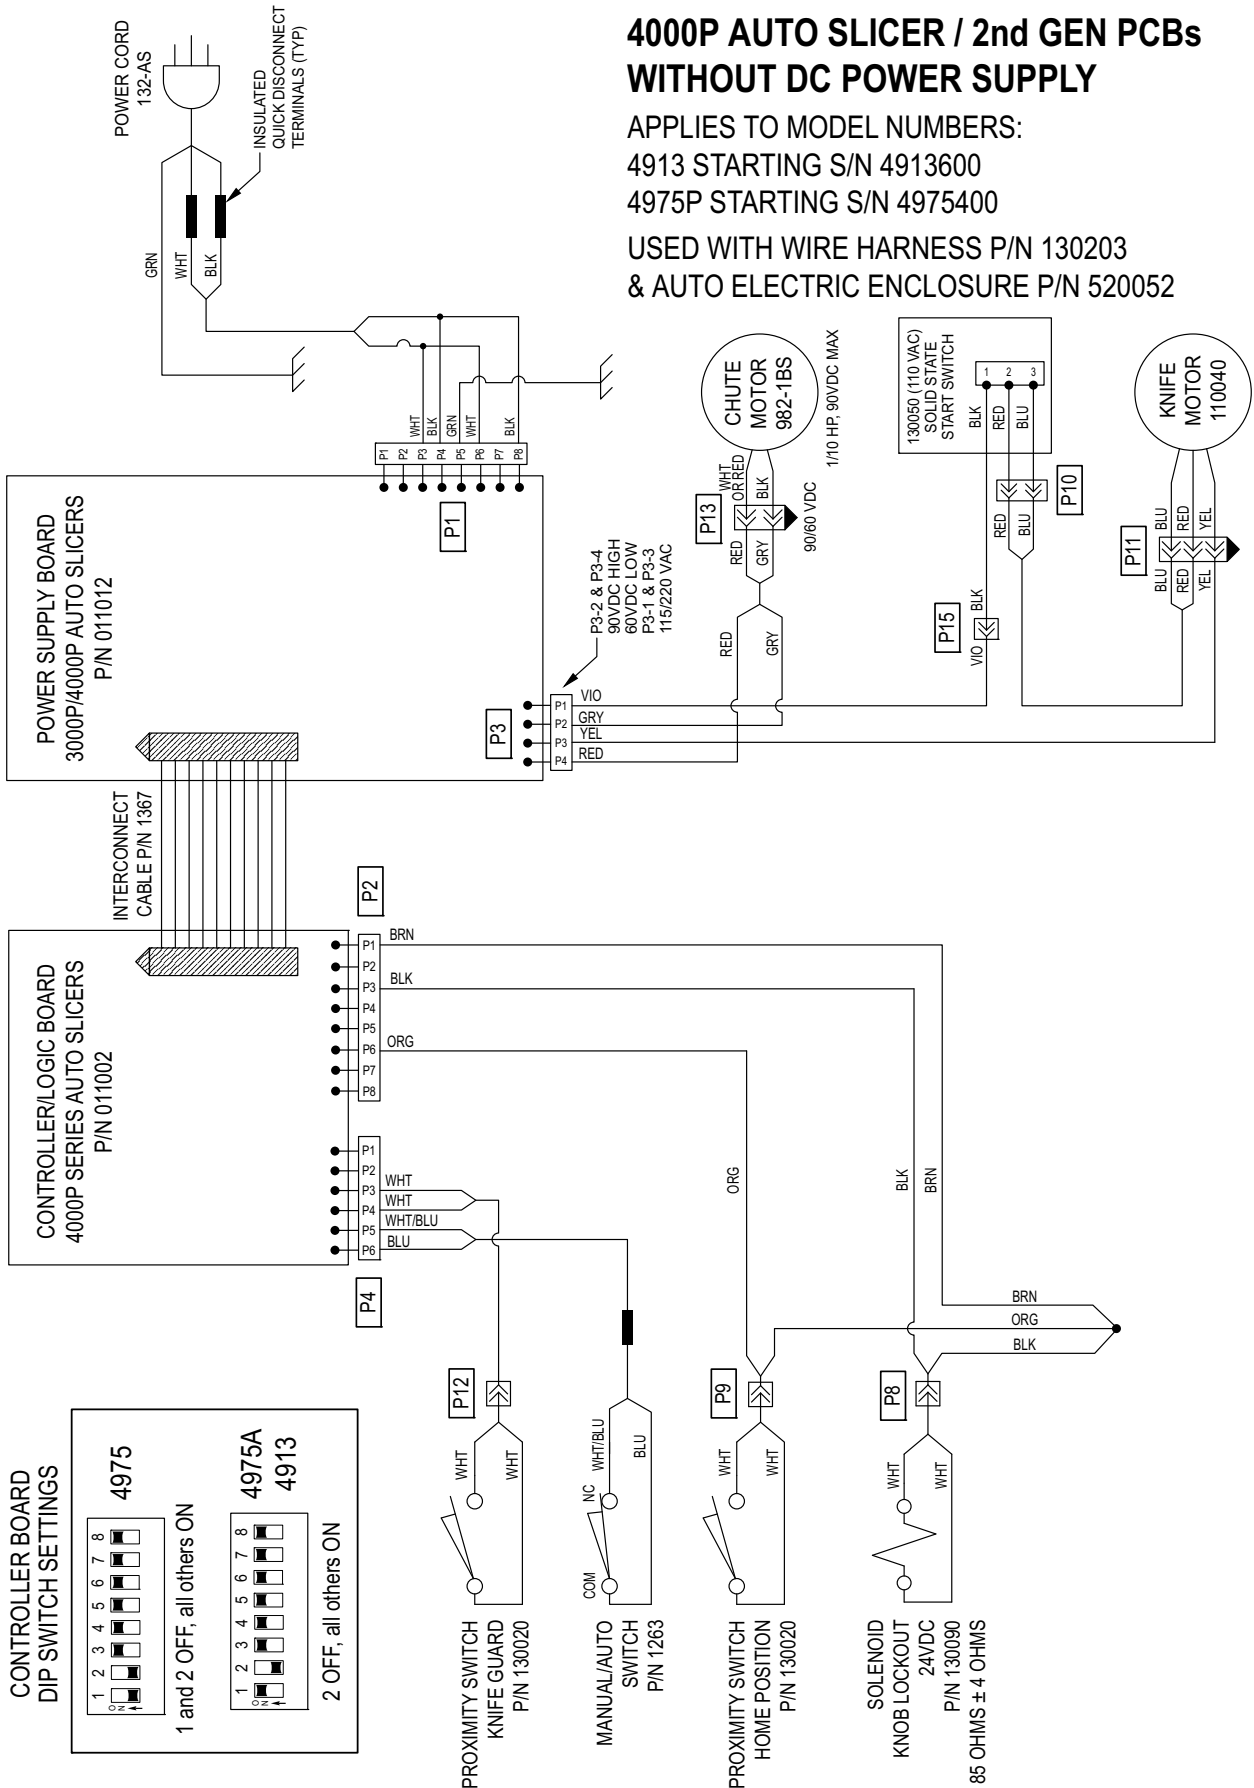 4000P AUTO SLICER / 2nd GEN PCBs
WITHOUT DC POWER SUPPLY
APPLIES TO MODEL NUMBERS:
4913 STARTING S/N 4913600
4975P STARTING S/N 4975400
USED WITH WIRE HARNESS P/N 130203
& AUTO ELECTRIC ENCLOSURE P/N 520052
POWER CORD
132-AS
INSULATED
QUICK DISCONNECT
TERMINALS (TYP)
GRN
WHT
BLK
WHT
BLK
GRN
WHT
BLK
P1
P2
P3
P4
P5
P6
P7
P8
P1
POWER SUPPLY BOARD
3000P/4000P AUTO SLICERS
P/N 011012
P3
P1
P2
P3
P4
VIO
GRY
YEL
RED
P3-2 & P3-4
90VDC HIGH
60VDC LOW
P3-1 & P3-3
115/220 VAC
CHUTE
MOTOR
982-1BS
1/10 HP, 90VDC MAX
WHT
OR RED
BLK
P13
90/60 VDC
RED
GRY
RED
GRY
130050 (110 VAC)
SOLID STATE
START SWITCH
1
2
3
BLK
RED
BLU
P10
RED
BLU
P15
BLK
VIO
KNIFE
MOTOR
110040
BLU
RED
YEL
P11
BLU
RED
YEL
INTERCONNECT
CABLE P/N 1367
CONTROLLER/LOGIC BOARD
4000P SERIES AUTO SLICERS
P/N 011002
P2
P1
P2
P3
P4
P5
P6
P7
P8
BRN
BLK
ORG
P1
P2
P3
P4
P5
P6
WHT
WHT
WHT/BLU
BLU
P4
ORG
BLK
BRN
BRN
ORG
BLK
CONTROLLER BOARD
DIP SWITCH SETTINGS
1 2 3 4 5 6 7 8
ON
4975
1 and 2 OFF, all others ON
1 2 3 4 5 6 7 8
ON
4975A
4913
2 OFF, all others ON
P12
WHT
WHT
PROXIMITY SWITCH
KNIFE GUARD
P/N 130020
WHT/BLU
BLU
NC
COM
MANUAL/AUTO
SWITCH
P/N 1263
P9
WHT
WHT
PROXIMITY SWITCH
HOME POSITION
P/N 130020
P8
WHT
WHT
SOLENOID
KNOB LOCKOUT
24VDC
P/N 130090
85 OHMS ± 4 OHMS